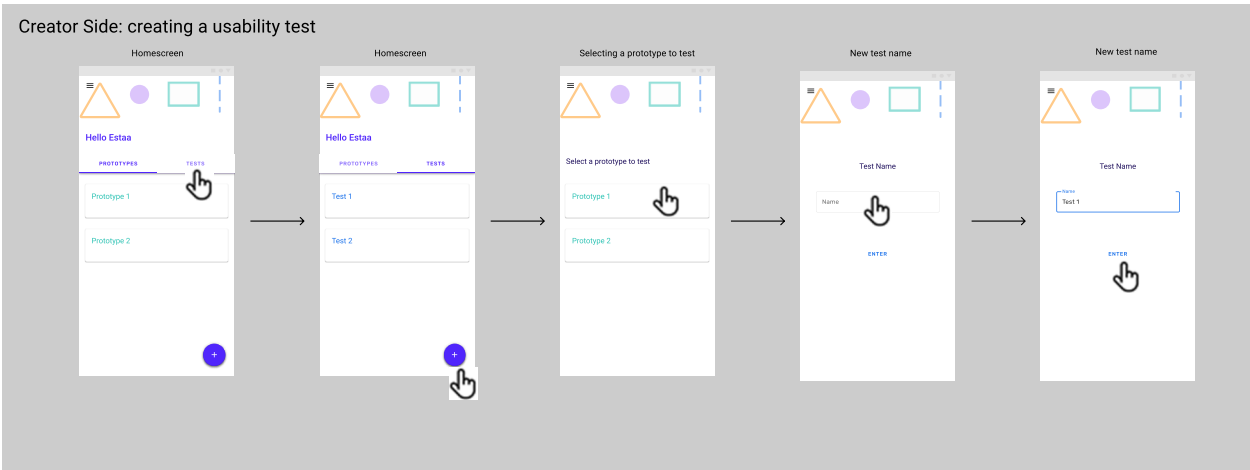 Creator Side: creating a usability test
Homescreen
Hello Estaa
PROTOTYPES TESTS
Prototype 1
Prototype 2
+
Homescreen
Hello Estaa
PROTOTYPES TESTS
Test 1
Test 2
+
Selecting a prototype to test
Select a prototype to test
Prototype 1
Prototype 2
New test name
Test Name
Name
ENTER
New test name
Test Name
Name
Test 1
ENTER